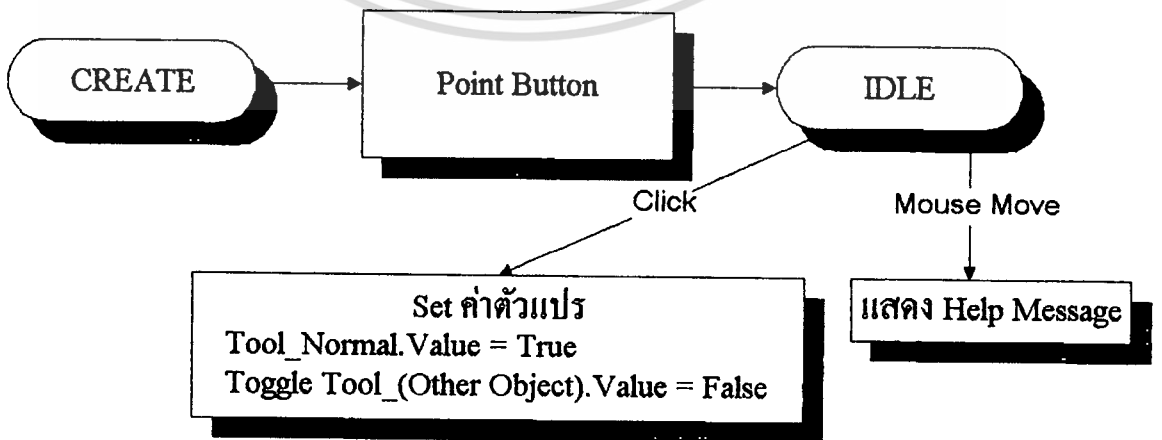 CREATE
Point Button
IDLE
Click
Mouse Move
Set ค่าตัวแปร
Tool_Normal.Value = True
Toggle Tool_(Other Object).Value = False
แสดง Help Message